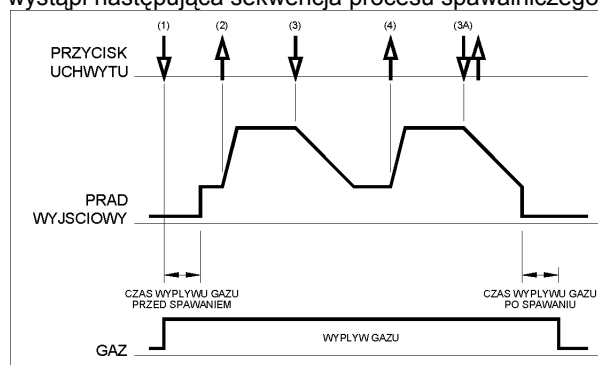 wystąpi następująca sekwencja procesu spawalniczego
(1) (2) (3) (4) (3A)
PRZYCISK
UCHWYTU
PRAD
WYJSCIOWY
CZAS WYPLYWU GAZU
PRZED SPAWANIEM
CZAS WYPLYWU GAZU
PO SPAWANIU
WYPLYW GAZU
GAZ